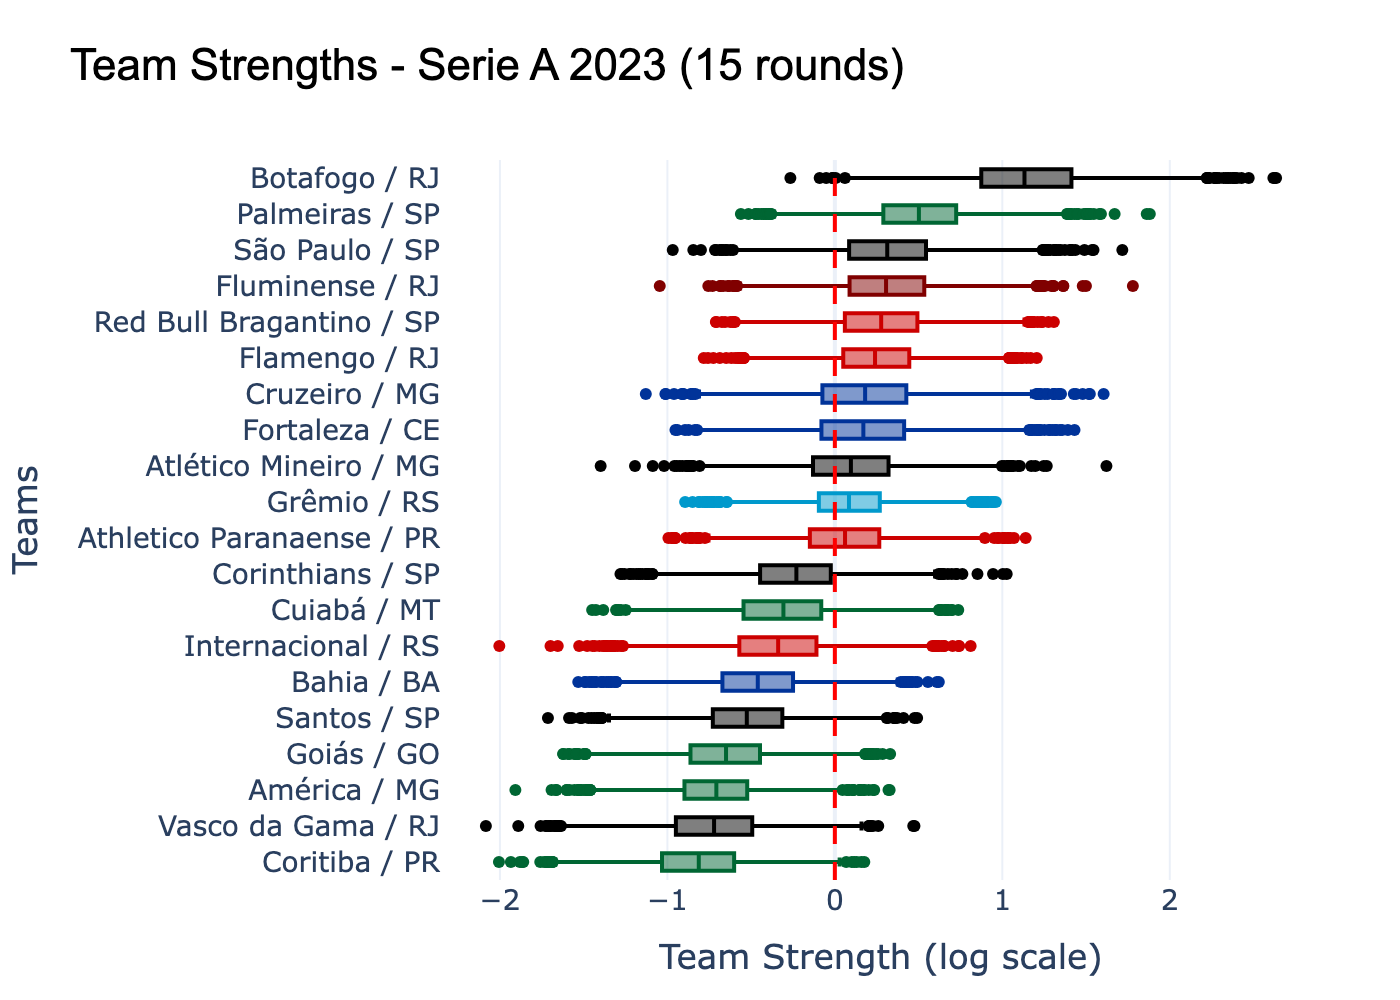 Team Strengths - Serie A 2023 (15 rounds)
Teams
Botafogo / RJ
Palmeiras / SP
São Paulo / SP
Fluminense / RJ
Red Bull Bragantino / SP
Flamengo / RJ
Cruzeiro / MG
Fortaleza / CE
Atlético Mineiro / MG
Grêmio / RS
Athletico Paranaense / PR
Corinthians / SP
Cuiabá / MT
Internacional / RS
Bahia / BA
Santos / SP
Goiás / GO
América / MG
Vasco da Gama / RJ
Coritiba / PR
−2 −1 0 1 2
Team Strength (log scale)